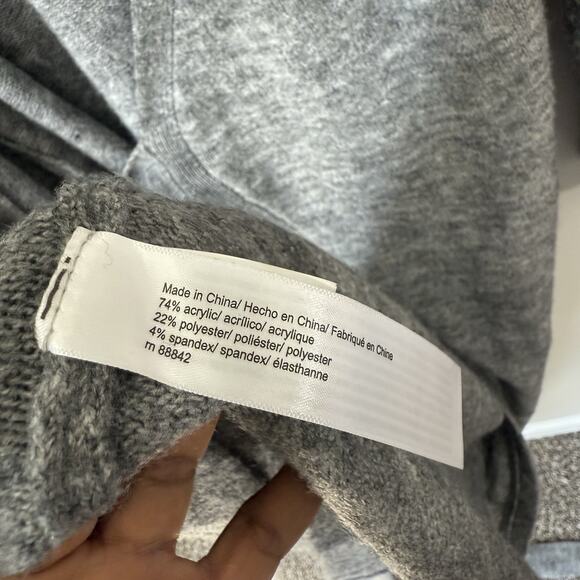 Made in China/ Hecho en China/ Fabriqué en Chine
74% acrylic/ acrílico/ acrylique
22% polyester/ poliéster/ polyester
4% spandex/ spandex/ élasthanne
rn 88842